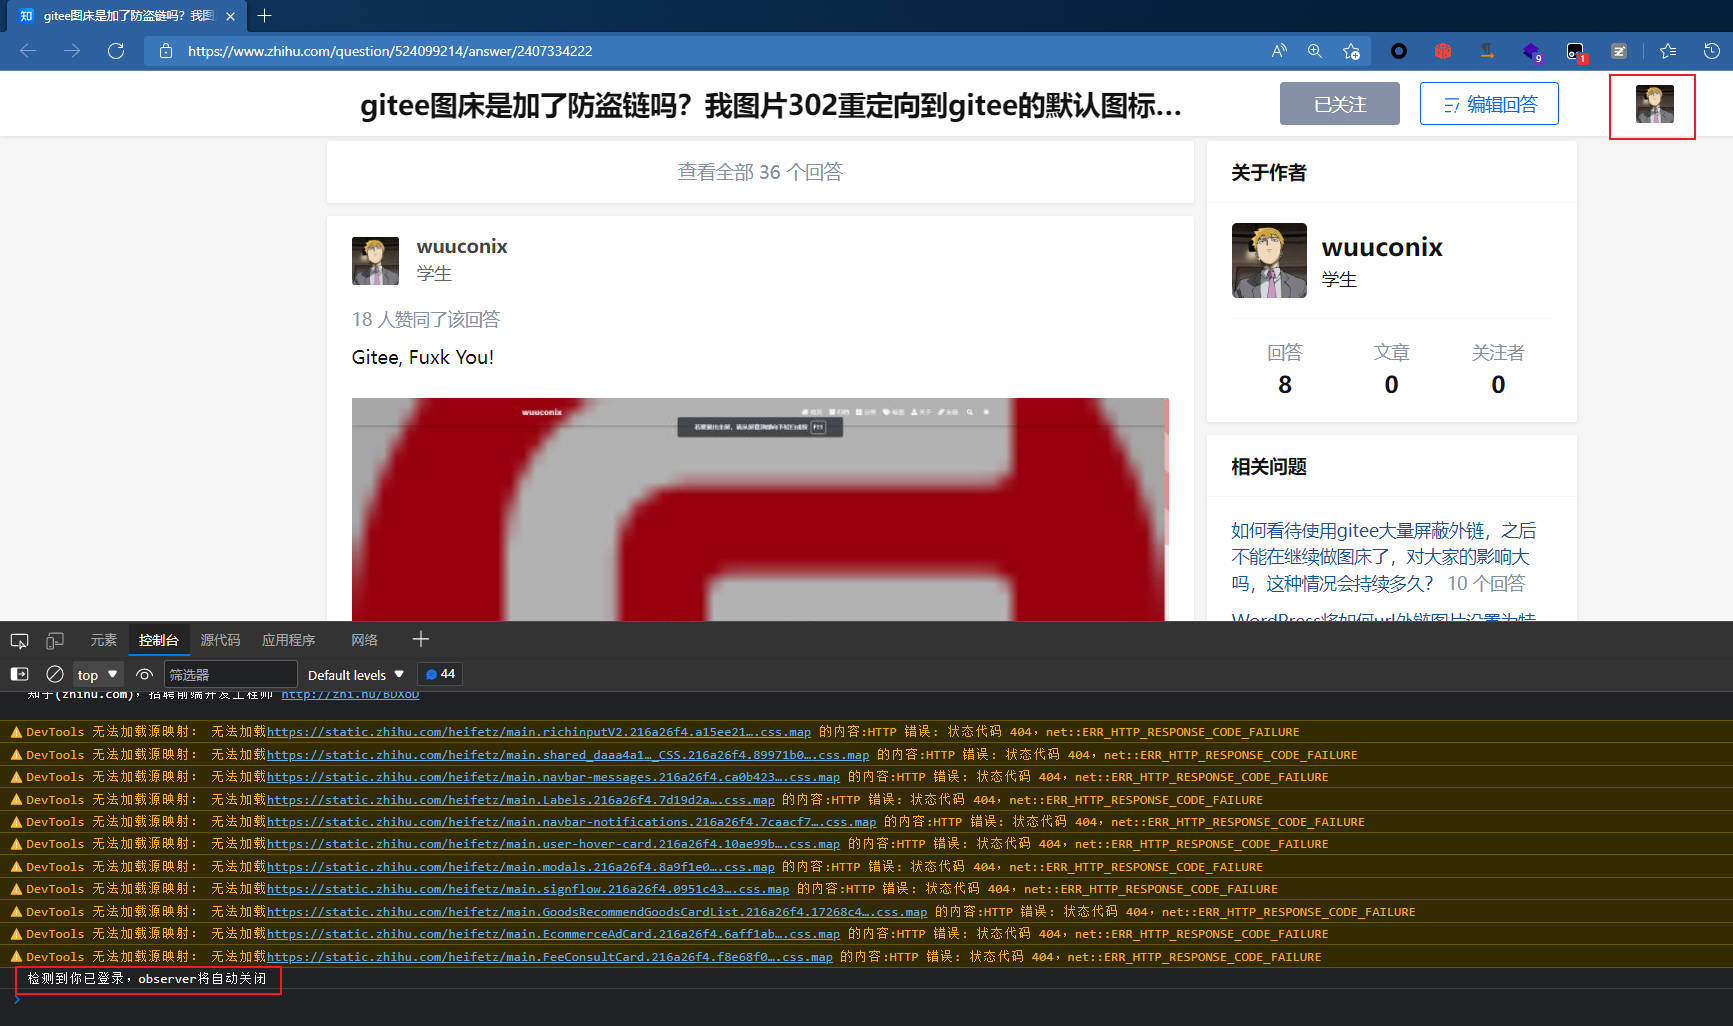 gitee图床是加了防盗链吗? 我图
https://www.zhihu.com/question/524099214/answer/2407334222
9
1
gitee图床是加了防盗链吗? 我图片302重定向到gitee的默认图标...
已关注
编辑回答
查看全部 36 个回答
wuuconix
学生
18 人赞同了该回答
Gitee, Fuxk You!
wuuconix
F11
关于作者
wuuconix
学生
回答
文章
关注者
8
0
0
相关问题
如何看待使用gitee大量屏蔽外链，之后
不能在继续做图床了，对大家的影响大
吗，这种情况会持续多久? 10 个回答
WordPress将如何url外链图片设置为特
元素
控制台
源代码
应用程序
网络
top
筛选器
Default levels
44
知乎(zhihu.com)，招聘前端开发工程师 http://zhi.hu/BDXoD
DevTools 无法加载源映射: 无法加载https://static.zhihu.com/heifetz/main.richinputV2.216a26f4.a15ee21….css.map 的内容:HTTP 错误: 状态代码 404，net::ERR_HTTP_RESPONSE_CODE_FAILURE
DevTools 无法加载源映射: 无法加载https://static.zhihu.com/heifetz/main.shared_daaa4a1…_CSS.216a26f4.89971b0….css.map 的内容:HTTP 错误: 状态代码 404，net::ERR_HTTP_RESPONSE_CODE_FAILURE
DevTools 无法加载源映射: 无法加载https://static.zhihu.com/heifetz/main.navbar-messages.216a26f4.ca0b423….css.map 的内容:HTTP 错误: 状态代码 404，net::ERR_HTTP_RESPONSE_CODE_FAILURE
DevTools 无法加载源映射: 无法加载https://static.zhihu.com/heifetz/main.Labels.216a26f4.7d19d2a….css.map 的内容:HTTP 错误: 状态代码 404，net::ERR_HTTP_RESPONSE_CODE_FAILURE
DevTools 无法加载源映射: 无法加载https://static.zhihu.com/heifetz/main.navbar-notifications.216a26f4.7caacf7….css.map 的内容:HTTP 错误: 状态代码 404，net::ERR_HTTP_RESPONSE_CODE_FAILURE
DevTools 无法加载源映射: 无法加载https://static.zhihu.com/heifetz/main.user-hover-card.216a26f4.10ae99b….css.map 的内容:HTTP 错误: 状态代码 404，net::ERR_HTTP_RESPONSE_CODE_FAILURE
DevTools 无法加载源映射: 无法加载https://static.zhihu.com/heifetz/main.modals.216a26f4.8a9f1e0….css.map 的内容:HTTP 错误: 状态代码 404，net::ERR_HTTP_RESPONSE_CODE_FAILURE
DevTools 无法加载源映射: 无法加载https://static.zhihu.com/heifetz/main.signflow.216a26f4.0951c43….css.map 的内容:HTTP 错误: 状态代码 404，net::ERR_HTTP_RESPONSE_CODE_FAILURE
DevTools 无法加载源映射: 无法加载https://static.zhihu.com/heifetz/main.GoodsRecommendGoodsCardList.216a26f4.17268c4….css.map 的内容:HTTP 错误: 状态代码 404，net::ERR_HTTP_RESPONSE_CODE_FAILURE
DevTools 无法加载源映射: 无法加载https://static.zhihu.com/heifetz/main.EcommerceAdCard.216a26f4.6aff1ab….css.map 的内容:HTTP 错误: 状态代码 404，net::ERR_HTTP_RESPONSE_CODE_FAILURE
DevTools 无法加载源映射: 无法加载https://static.zhihu.com/heifetz/main.FeeConsultCard.216a26f4.f8e68f0….css.map 的内容:HTTP 错误: 状态代码 404，net::ERR_HTTP_RESPONSE_CODE_FAILURE
检测到你已登录，observer将自动关闭